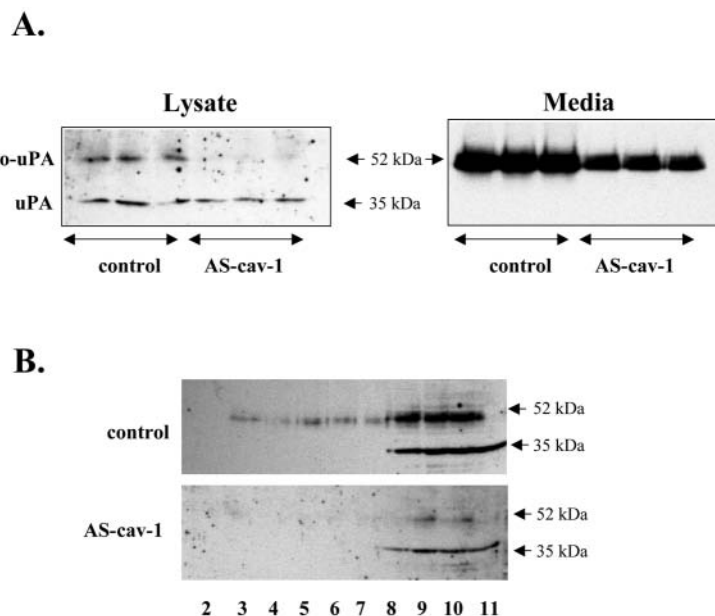 A.
Lysate Media
o-uPA 52 kDa
uPA 35 kDa
control AS-cav-1 control AS-cav-1
B.
control 52 kDa
35 kDa
AS-cav-1 52 kDa
35 kDa
2 3 4 5 6 7 8 9 10 11